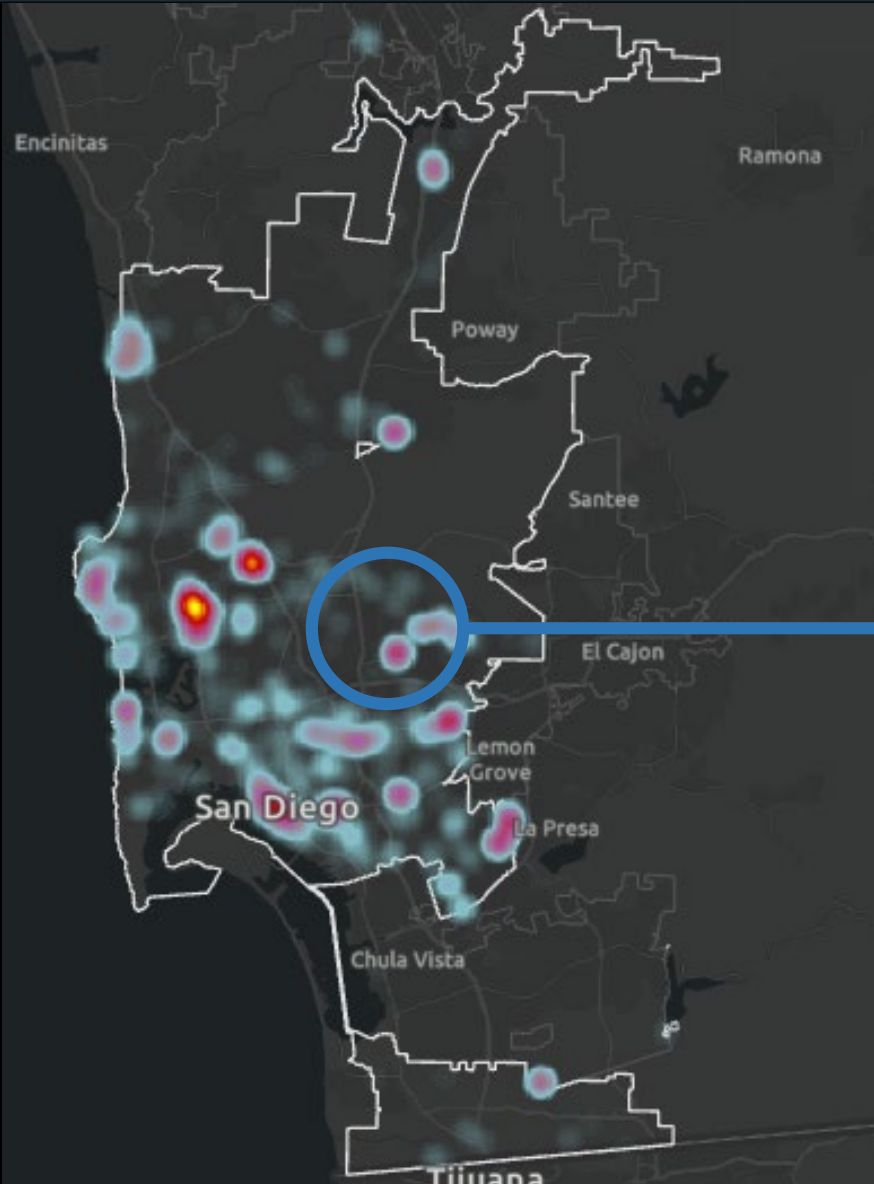 Encinitas
Ramona
Poway
Santee
El Cajon
Lemon
Grove
San Diego
La Presa
Chula Vista
Tijuana